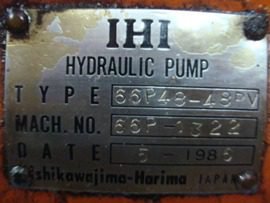 IHI
HYDRAULIC PUMP
TYPE 66P48-48PV
MACH. NO. 66P-1322
DATE 5-1986
Ishikawajima-Harima JAPAN